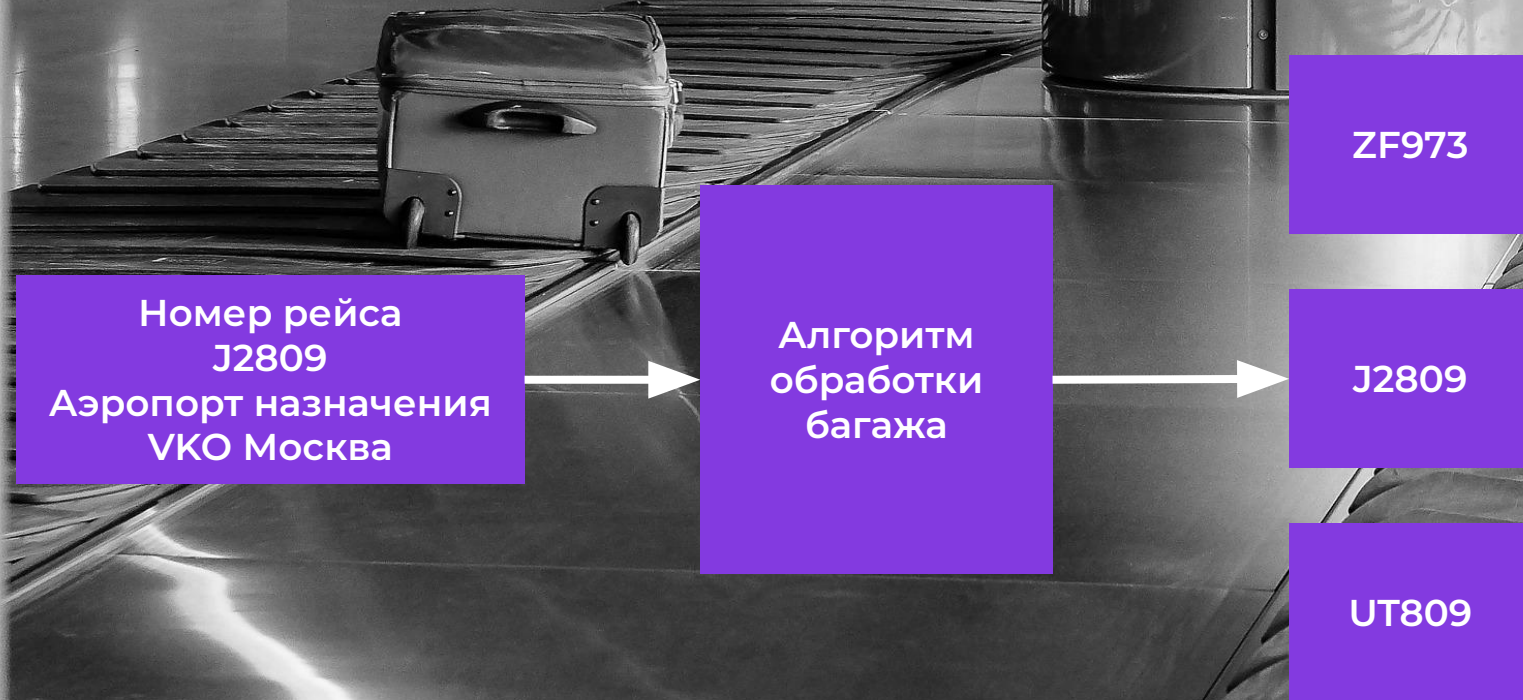 Номер рейса
J2809
Аэропорт назначения
VKO Москва
Алгоритм
обработки
багажа
ZF973
J2809
UT809